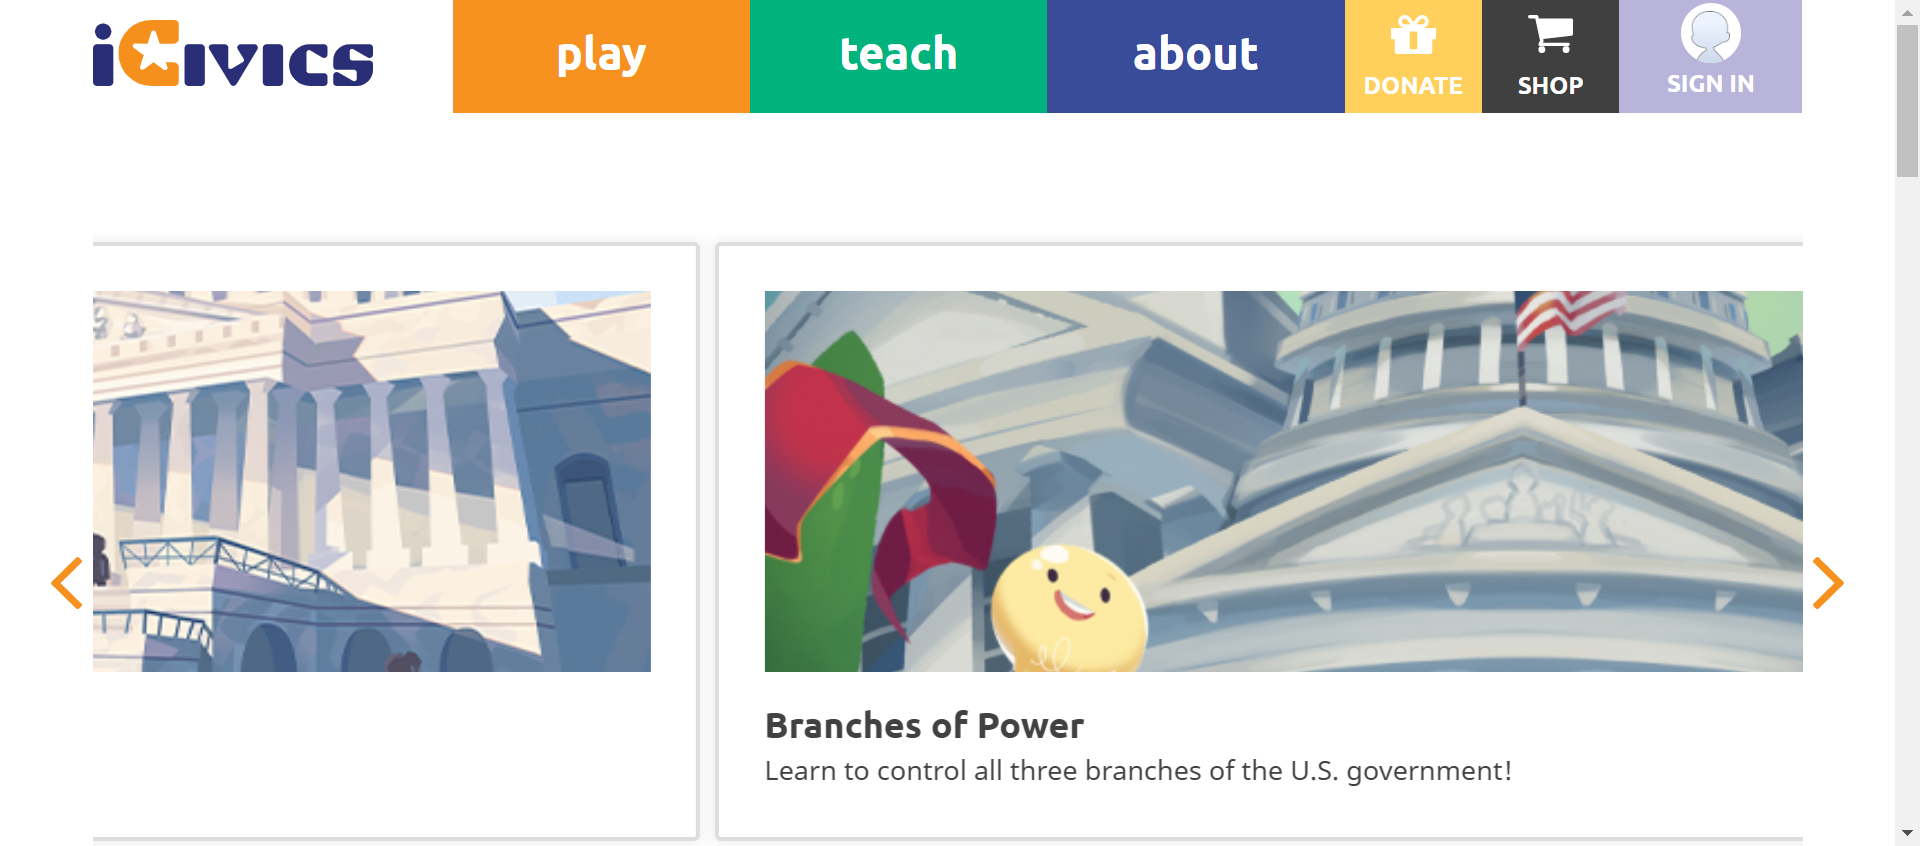 iCivics
play
teach
about
DONATE
SHOP
SIGN IN
Branches of Power
Learn to control all three branches of the U.S. government!